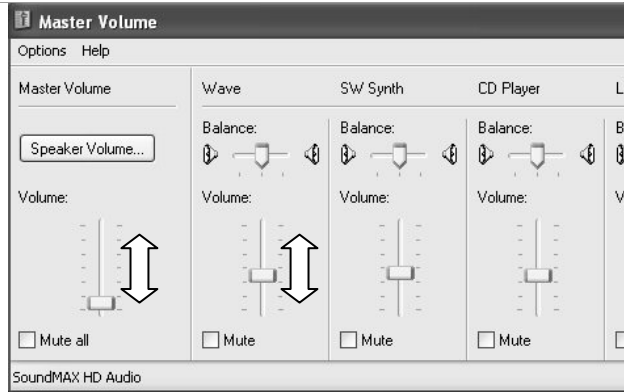 Master Volume
Options Help
Master Volume
Wave
SW Synth
CD Player
L
Speaker Volume...
Balance:
Balance:
Balance:
B
Volume:
Volume:
Volume:
Volume:
V
Mute all
Mute
Mute
Mute
SoundMAX HD Audio